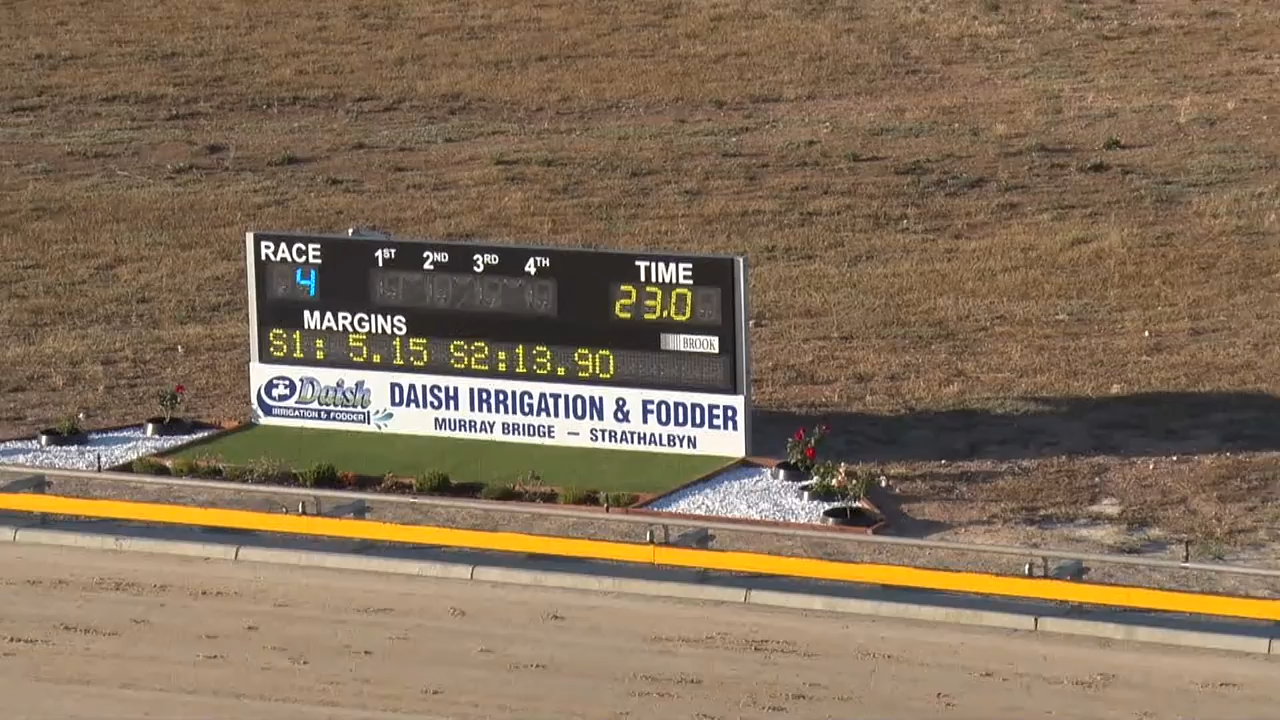 RACE 1ST 2ND 3RD 4TH TIME
4 23.0
MARGINS
BROOK
S1: 5.15 S2:13.90
Daish
IRRIGATION & FODDER
DAISH IRRIGATION & FODDER
MURRAY BRIDGE – STRATHALBYN